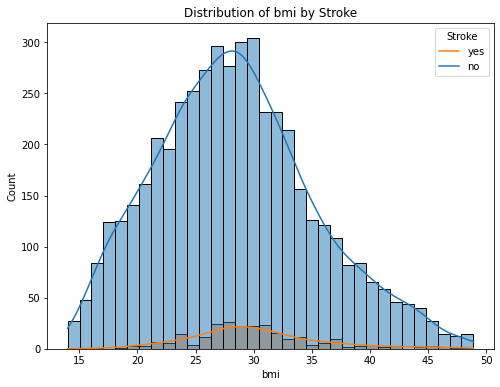 Distribution of bmi by Stroke
Stroke
yes
no
300
250
200
150
100
50
0
Count
15 20 25 30 35 40 45 50
bmi